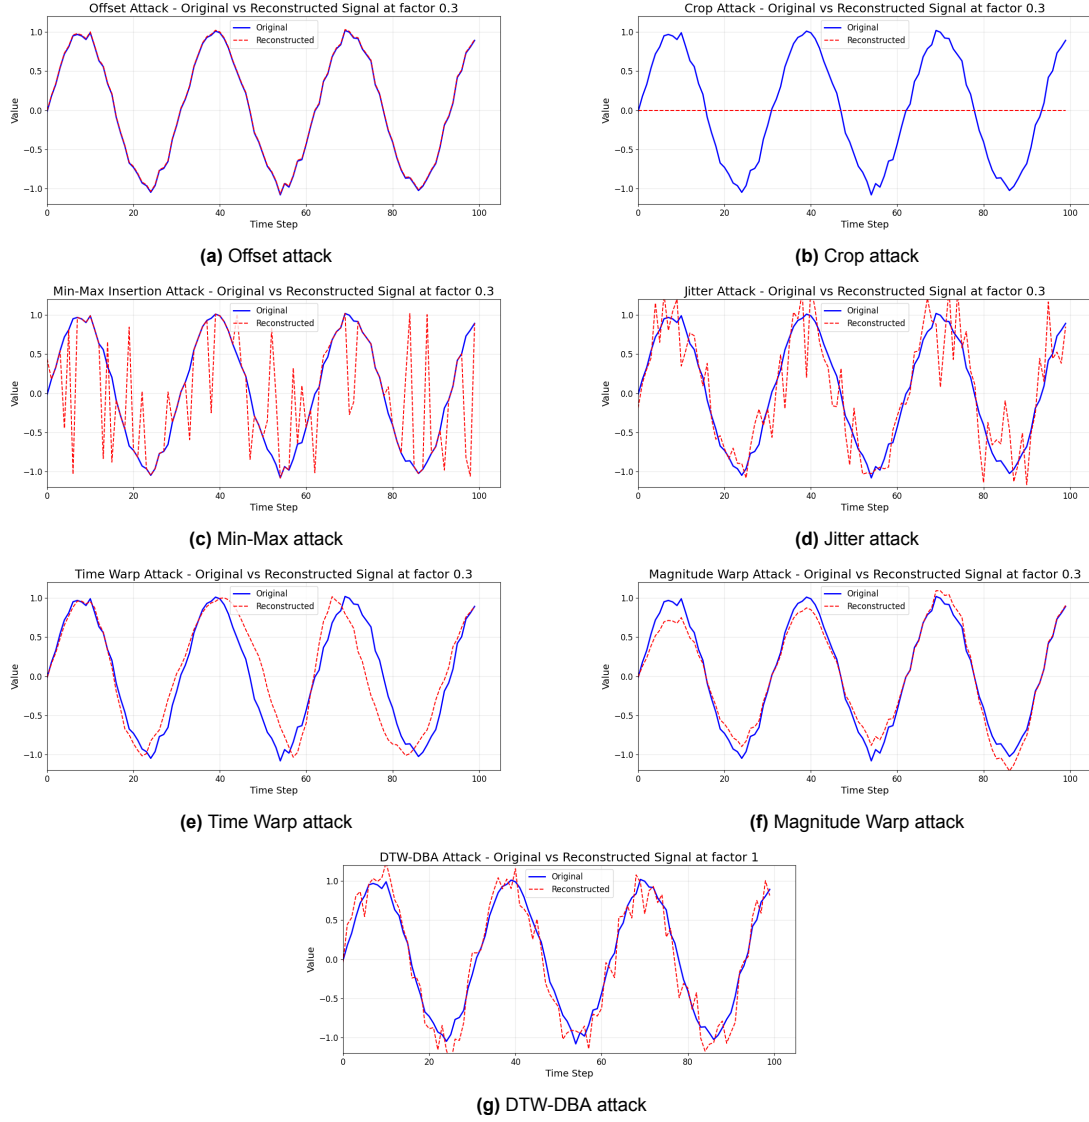 Offset Attack - Original vs Reconstructed Signal at factor 0.3
Original
Reconstructed
1.0
0.5
0.0
−0.5
−1.0
Value
0 20 40 60 80 100
Time Step
(a) Offset attack
Crop Attack - Original vs Reconstructed Signal at factor 0.3
Original
Reconstructed
1.0
0.5
0.0
−0.5
−1.0
Value
0 20 40 60 80 100
Time Step
(b) Crop attack
Min-Max Insertion Attack - Original vs Reconstructed Signal at factor 0.3
Original
Reconstructed
1.0
0.5
0.0
−0.5
−1.0
Value
0 20 40 60 80 100
Time Step
(c) Min-Max attack
Jitter Attack - Original vs Reconstructed Signal at factor 0.3
Original
Reconstructed
1.0
0.5
0.0
−0.5
−1.0
Value
0 20 40 60 80 100
Time Step
(d) Jitter attack
Time Warp Attack - Original vs Reconstructed Signal at factor 0.3
Original
Reconstructed
1.0
0.5
0.0
−0.5
−1.0
Value
0 20 40 60 80 100
Time Step
(e) Time Warp attack
Magnitude Warp Attack - Original vs Reconstructed Signal at factor 0.3
Original
Reconstructed
1.0
0.5
0.0
−0.5
−1.0
Value
0 20 40 60 80 100
Time Step
(f) Magnitude Warp attack
DTW-DBA Attack - Original vs Reconstructed Signal at factor 1
Original
Reconstructed
1.0
0.5
0.0
−0.5
−1.0
Value
0 20 40 60 80 100
Time Step
(g) DTW-DBA attack